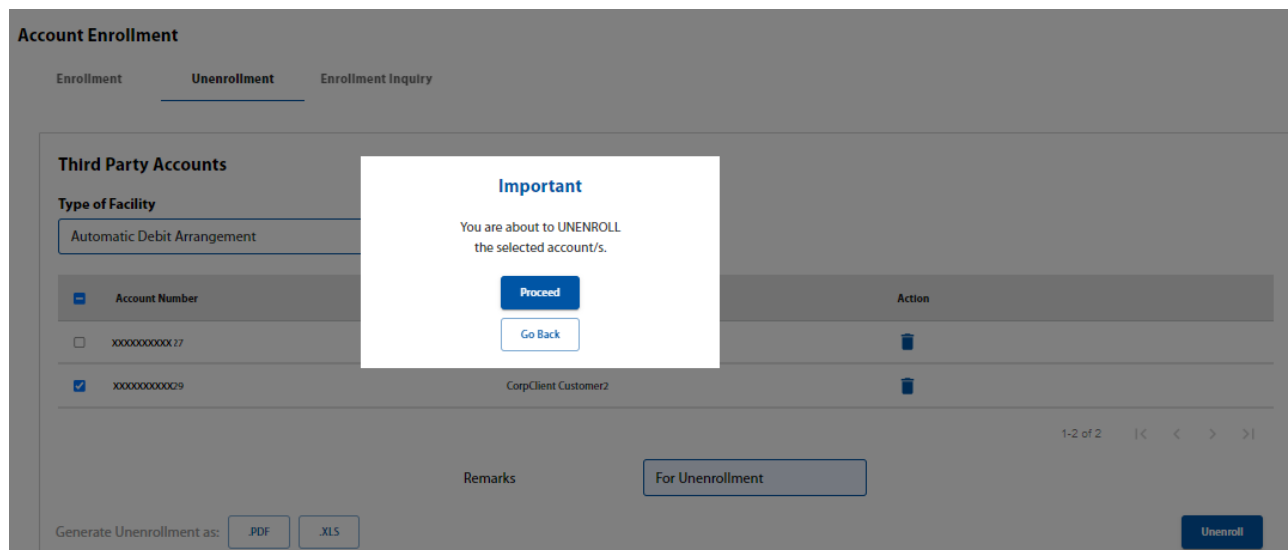 Account Enrollment
Enrollment Unenrollment Enrollment Inquiry
Third Party Accounts
Type of Facility
Automatic Debit Arrangement
Important
You are about to UNENROLL
the selected account/s.
Proceed
Go Back
Account Number Action
XXXXXXXXXX27
XXXXXXXXXX29 CorpClient Customer2
1-2 of 2
Remarks For Unenrollment
Generate Unenrollment as: .PDF .XLS Unenroll